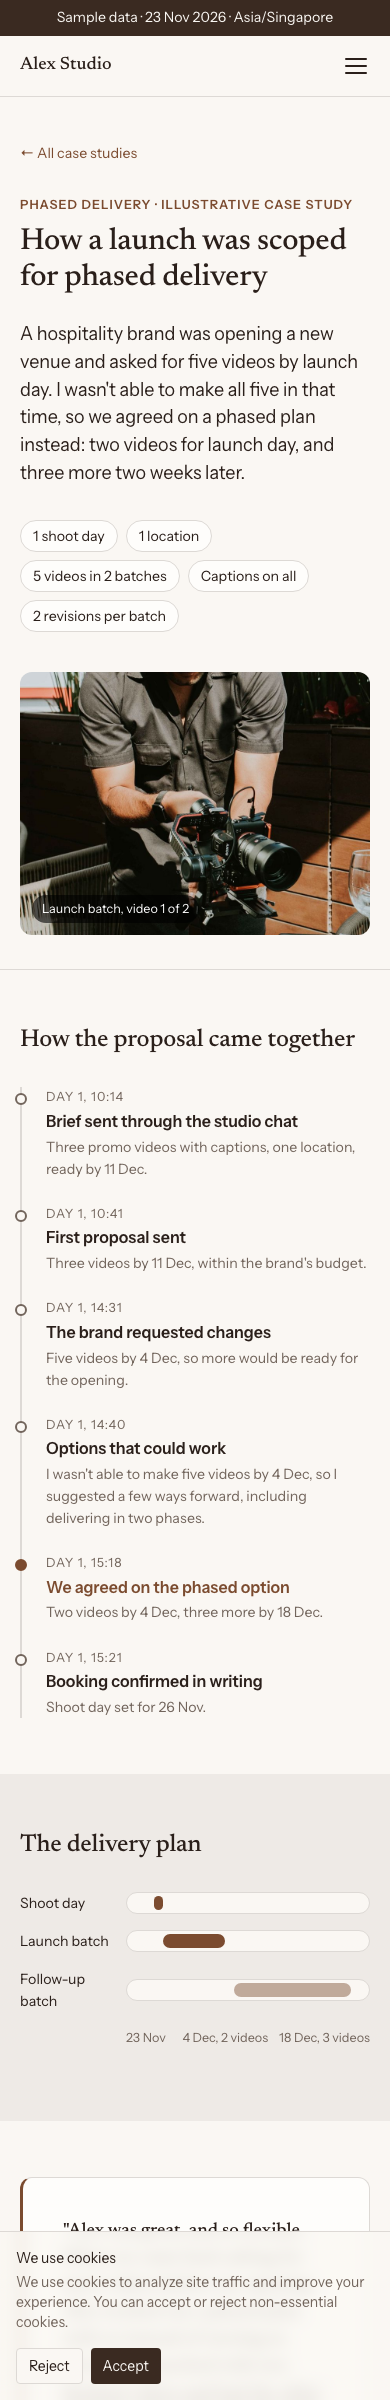 Sample data · 23 Nov 2026 · Asia/Singapore
Alex Studio
← All case studies
PHASED DELIVERY · ILLUSTRATIVE CASE STUDY
How a launch was scoped
for phased delivery
A hospitality brand was opening a new
venue and asked for five videos by launch
day. I wasn't able to make all five in that
time, so we agreed on a phased plan
instead: two videos for launch day, and
three more two weeks later.
1 shoot day
1 location
5 videos in 2 batches
Captions on all
2 revisions per batch
Launch batch, video 1 of 2
How the proposal came together
DAY 1, 10:14
Brief sent through the studio chat
Three promo videos with captions, one location,
ready by 11 Dec.
DAY 1, 10:41
First proposal sent
Three videos by 11 Dec, within the brand's budget.
DAY 1, 14:31
The brand requested changes
Five videos by 4 Dec, so more would be ready for
the opening.
DAY 1, 14:40
Options that could work
I wasn't able to make five videos by 4 Dec, so I
suggested a few ways forward, including
delivering in two phases.
DAY 1, 15:18
We agreed on the phased option
Two videos by 4 Dec, three more by 18 Dec.
DAY 1, 15:21
Booking confirmed in writing
Shoot day set for 26 Nov.
The delivery plan
Shoot day
Launch batch
Follow-up
batch
23 Nov
4 Dec, 2 videos
18 Dec, 3 videos
"Alex was great, and so flexible
We use cookies
We use cookies to analyze site traffic and improve your
experience. You can accept or reject non-essential
cookies.
Reject
Accept